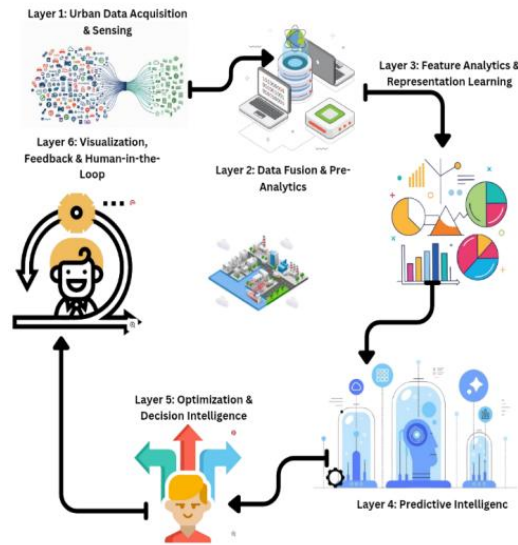 Layer 1: Urban Data Acquisition
& Sensing
Layer 3: Feature Analytics &
Representation Learning
Layer 6: Visualization,
Feedback & Human-in-the-
Loop
Layer 2: Data Fusion & Pre-
Analytics
Layer 5: Optimization &
Decision Intelligence
Layer 4: Predictive Intelligenc